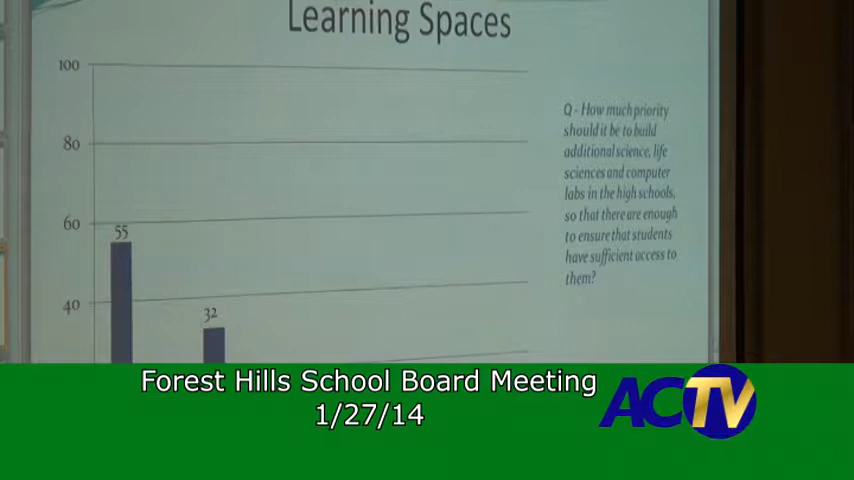 Learning Spaces
100
80
60
40
55
32
Q - How much priority
should it be to build
additional science, life
sciences and computer
labs in the high schools,
so that there are enough
to ensure that students
have sufficient access to
them?
Forest Hills School Board Meeting
1/27/14
ACTV